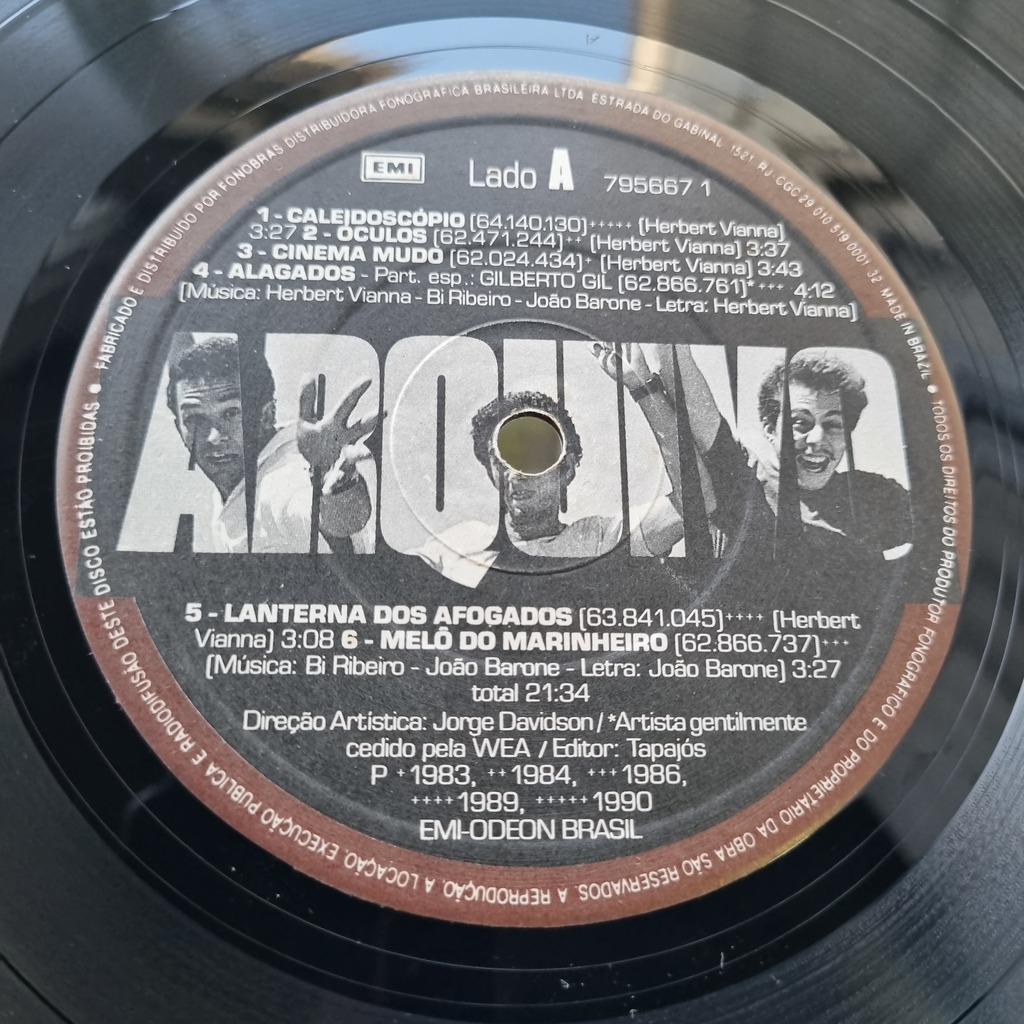 EMI
Lado A
795667 1
1 - CALEIDOSCÓPIO (64.140.130)+++++ (Herbert Vianna)
3:27 2 - ÓCULOS (62.471.244)++ (Herbert Vianna) 3:37
3 - CINEMA MUDO (62.024.434)+ (Herbert Vianna) 3:43
4 - ALAGADOS - Part. esp.: GILBERTO GIL (62.866.761)*+++ 4:12
(Música: Herbert Vianna - Bi Ribeiro - João Barone - Letra: Herbert Vianna)
ARQUIVO
5 - LANTERNA DOS AFOGADOS (63.841.045)++++ (Herbert
Vianna) 3:08 6 - MELÔ DO MARINHEIRO (62.866.737)+++
(Música: Bi Ribeiro - João Barone - Letra: João Barone) 3:27
total 21:34
Direção Artística: Jorge Davidson / *Artista gentilmente
cedido pela WEA / Editor: Tapajós
P +1983, ++1984, +++1986,
++++1989, +++++1990
EMI-ODEON BRASIL
FABRICADO E DISTRIBUIDO POR FONOBRAS DISTRIBUIDORA FONOGRAFICA BRASILEIRA LTDA. ESTRADA DO GABINAL, 1521 RJ. CGC 29 010 519 0001 32 MADE IN BRAZIL • TODOS OS DIREITOS DO PRODUTOR FONOGRAFICO E DO PROPRIETARIO DA OBRA SÃO RESERVADOS. A REPRODUÇÃO, A LOCAÇÃO, EXECUÇÃO PUBLICA E RADIODIFUSÃO DESTE DISCO ESTÃO PROIBIDAS •